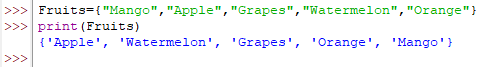 >>> Fruits={"Mango","Apple","Grapes","Watermelon","Orange"}
>>> print(Fruits)
{'Apple', 'Watermelon', 'Grapes', 'Orange', 'Mango'}
>>>